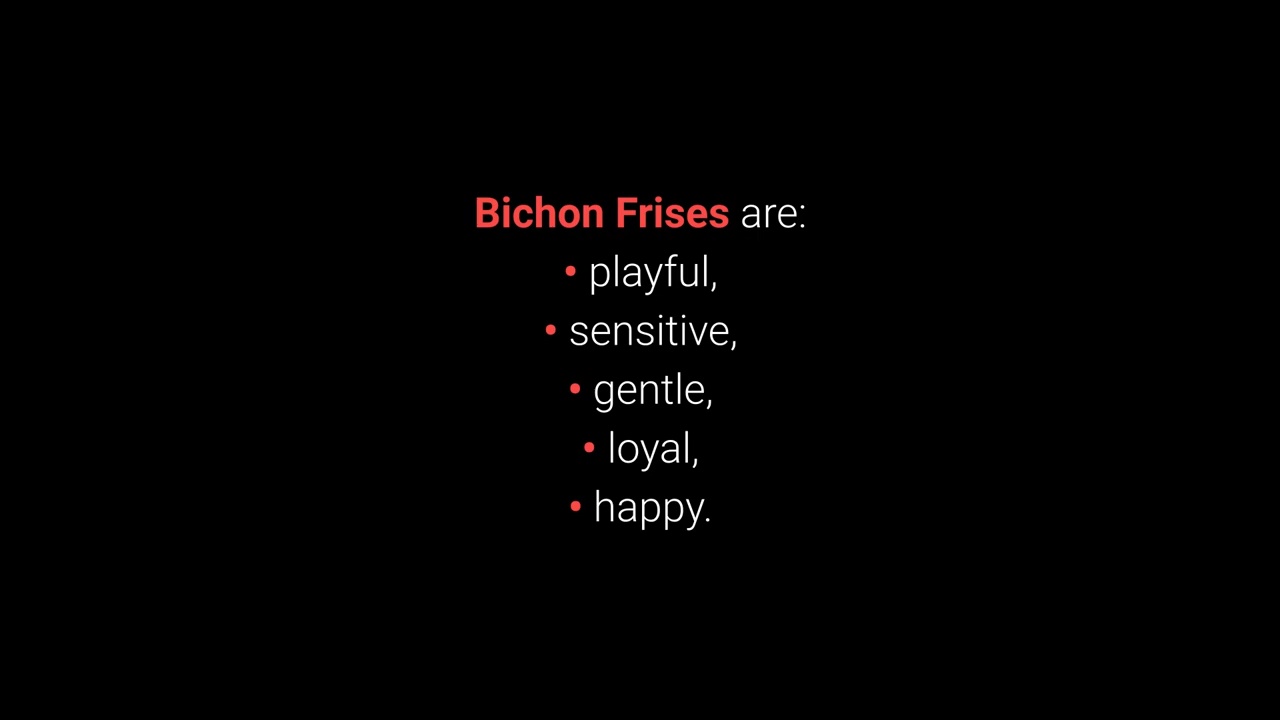 Bichon Frises are:
• playful,
• sensitive,
• gentle,
• loyal,
• happy.